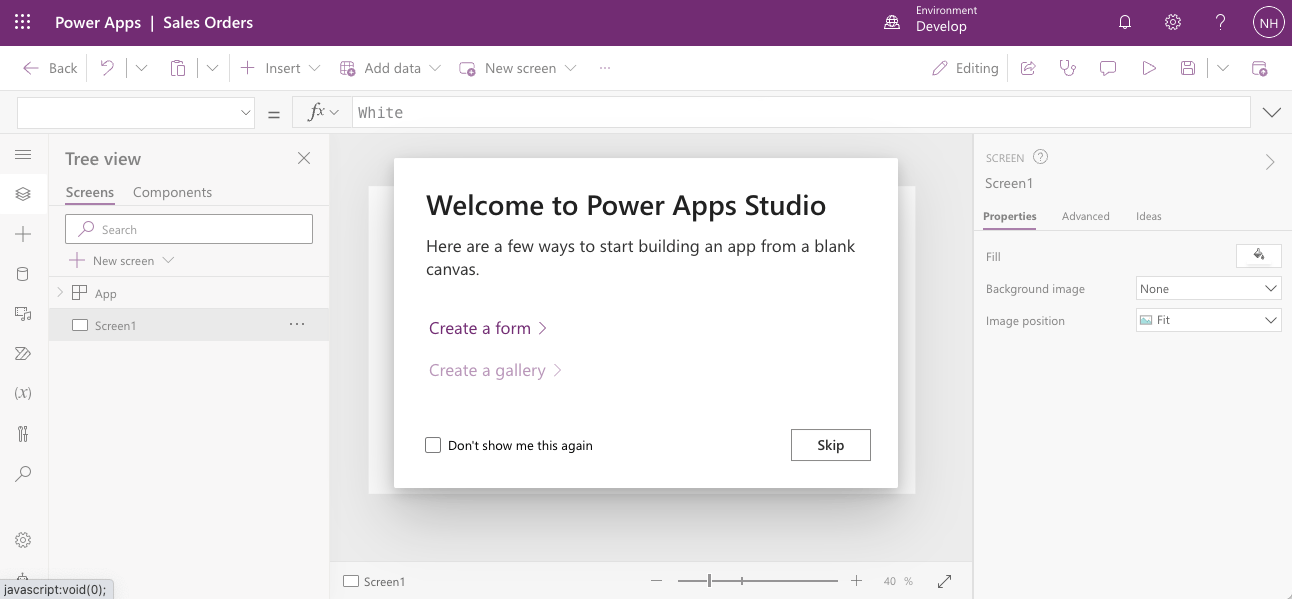 Power Apps | Sales Orders
Environment
Develop
NH
Back
Insert
Add data
New screen
...
Editing
=
fx
White
Tree view
Screens
Components
Search
New screen
App
Screen1
...
(x)
Welcome to Power Apps Studio
Here are a few ways to start building an app from a blank
canvas.
Create a form
Create a gallery
Don't show me this again
Skip
SCREEN
Screen1
Properties
Advanced
Ideas
Fill
Background image
None
Image position
Fit
Screen1
40 %
javascript:void(0);